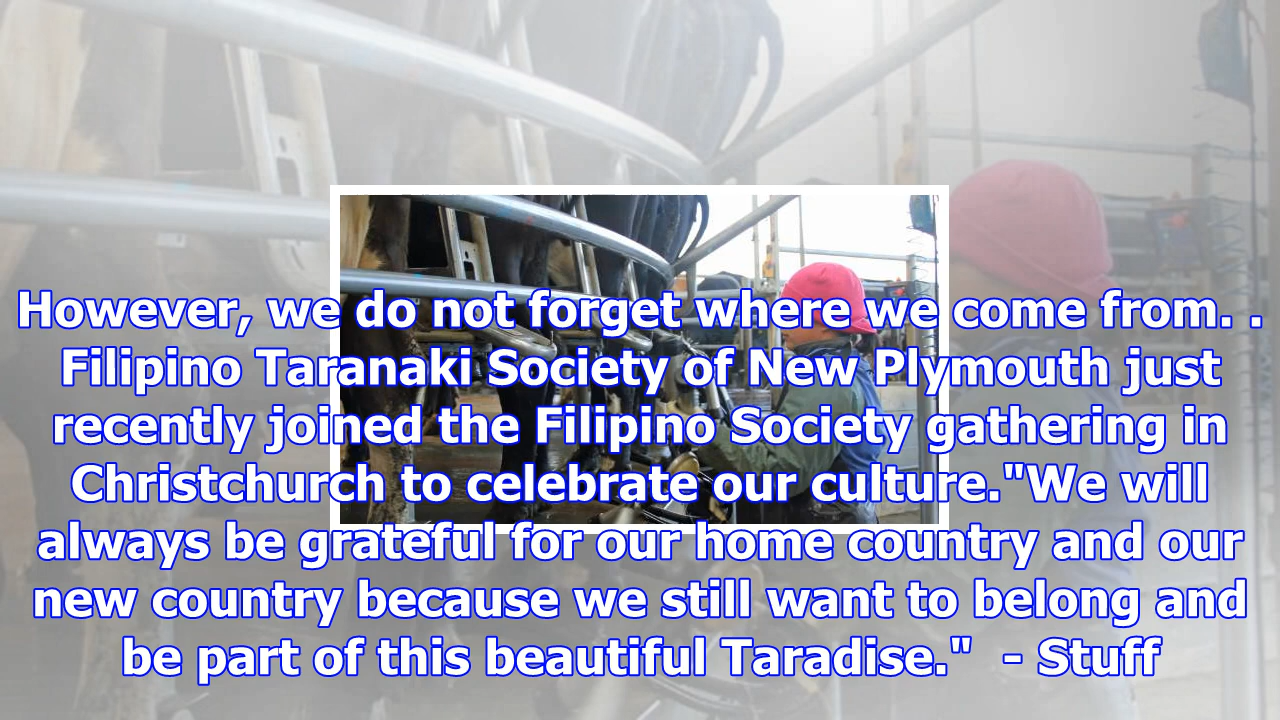 However, we do not forget where we come from. .
Filipino Taranaki Society of New Plymouth just
recently joined the Filipino Society gathering in
Christchurch to celebrate our culture."We will
always be grateful for our home country and our
new country because we still want to belong and
be part of this beautiful Taradise."  - Stuff